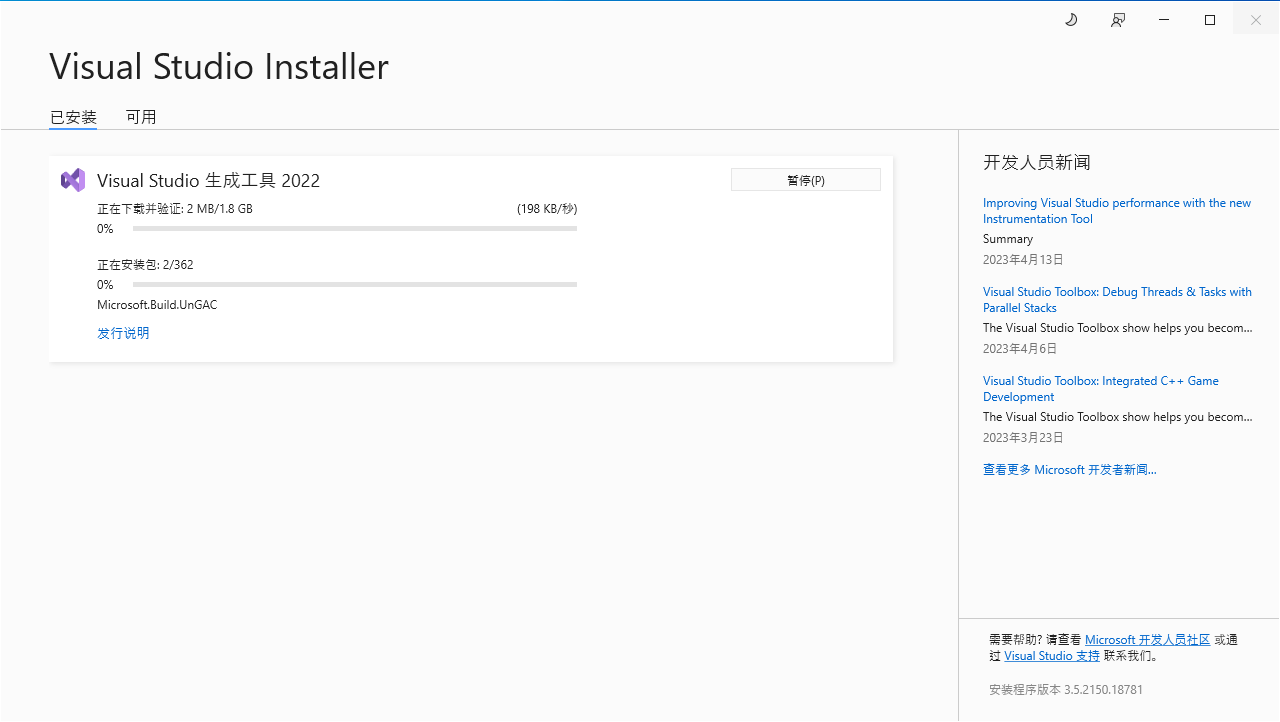 Visual Studio Installer
已安装 可用
Visual Studio 生成工具 2022
暂停(P)
正在下载并验证: 2 MB/1.8 GB (198 KB/秒)
0%
正在安装包: 2/362
0%
Microsoft.Build.UnGAC
发行说明
开发人员新闻
Improving Visual Studio performance with the new
Instrumentation Tool
Summary
2023年4月13日
Visual Studio Toolbox: Debug Threads & Tasks with
Parallel Stacks
The Visual Studio Toolbox show helps you becom...
2023年4月6日
Visual Studio Toolbox: Integrated C++ Game
Development
The Visual Studio Toolbox show helps you becom...
2023年3月23日
查看更多 Microsoft 开发者新闻...
需要帮助? 请查看 Microsoft 开发人员社区 或通
过 Visual Studio 支持 联系我们。
安装程序版本 3.5.2150.18781